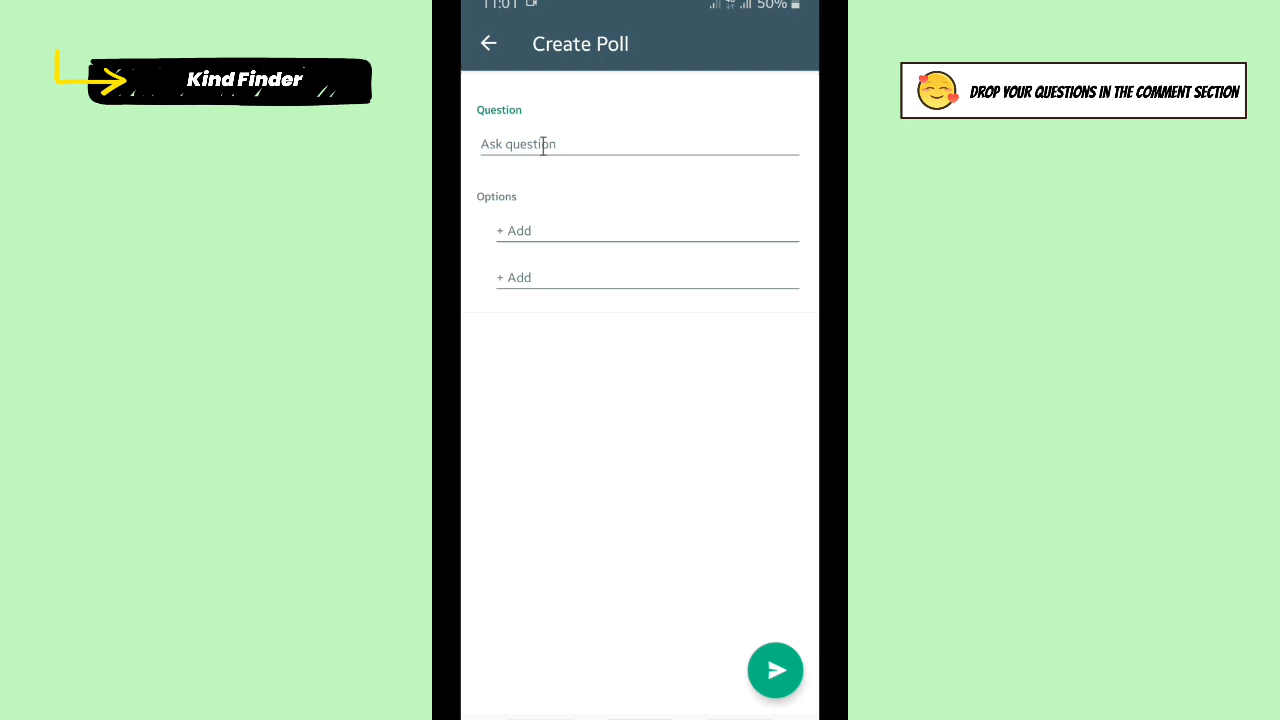 11:01 50%
Create Poll
Kind Finder
DROP YOUR QUESTIONS IN THE COMMENT SECTION
Question
Ask question
Options
+ Add
+ Add